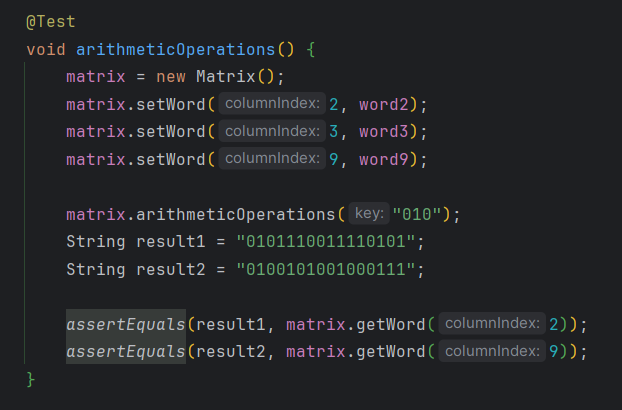 @Test
void arithmeticOperations() {
matrix = new Matrix();
matrix.setWord( columnIndex: 2, word2);
matrix.setWord( columnIndex: 3, word3);
matrix.setWord( columnIndex: 9, word9);
matrix.arithmeticOperations( key: "010");
String result1 = "0101110011110101";
String result2 = "0100101001000111";
assertEquals(result1, matrix.getWord( columnIndex: 2));
assertEquals(result2, matrix.getWord( columnIndex: 9));
}